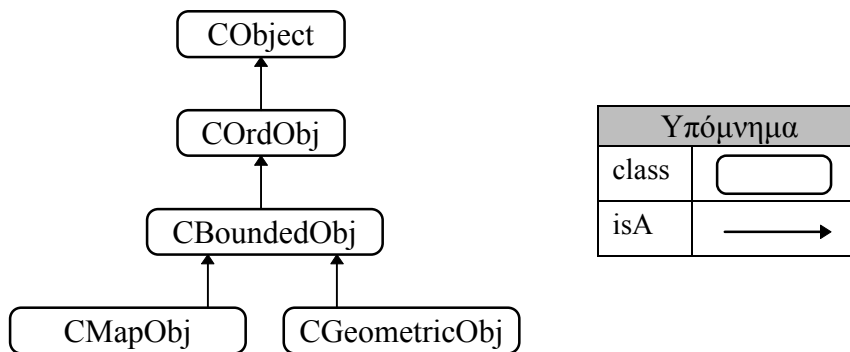 CObject
COrdObj
CBoundedObj
CMapObj
CGeometricObj
Υπόμνημα
class
isA